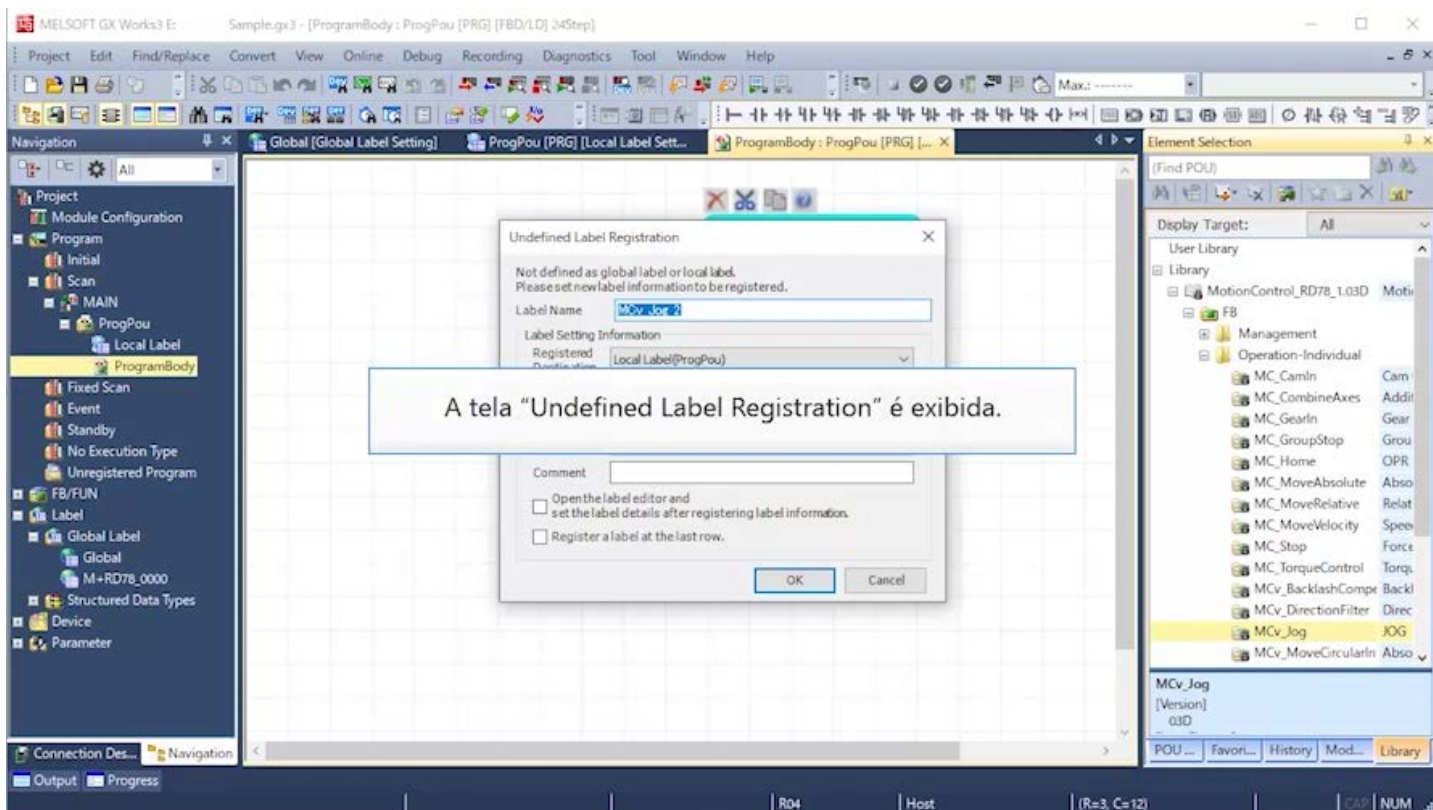 MELSOFT GX Works3 E: Sample.gx3 - [ProgramBody : ProgPou [PRG] [FBD/LD] 24Step]
Project Edit Find/Replace Convert View Online Debug Recording Diagnostics Tool Window Help
Max.: --------
Navigation
All
Project
Module Configuration
Program
Initial
Scan
MAIN
ProgPou
Local Label
ProgramBody
Fixed Scan
Event
Standby
No Execution Type
Unregistered Program
FB/FUN
Label
Global Label
Global
M+RD78_0000
Structured Data Types
Device
Parameter
Connection Des... Navigation
Global [Global Label Setting] ProgPou [PRG] [Local Label Sett... ProgramBody : ProgPou [PRG] [...
Undefined Label Registration
Not defined as global label or local label.
Please set new label information to be registered.
Label Name MCv_Jog_2
Label Setting Information
Registered
Destination
Local Label(ProgPou)
A tela “Undefined Label Registration” é exibida.
Comment
Open the label editor and
set the label details after registering label information.
Register a label at the last row.
OK Cancel
Element Selection
(Find POU)
Display Target: All
User Library
Library
MotionControl_RD78_1.03D Motio
FB
Management
Operation-Individual
MC_CamIn Cam
MC_CombineAxes Addit
MC_GearIn Gear
MC_GroupStop Grou
MC_Home OPR
MC_MoveAbsolute Abso
MC_MoveRelative Relat
MC_MoveVelocity Speed
MC_Stop Force
MC_TorqueControl Torqu
MCv_BacklashCompe Backl
MCv_DirectionFilter Direc
MCv_Jog JOG
MCv_MoveCircularIn Abso
MCv_Jog
[Version]
03D
POU ... Favori... History Mod... Library
Output Progress
R04 Host (R=3, C=12) CAP NUM